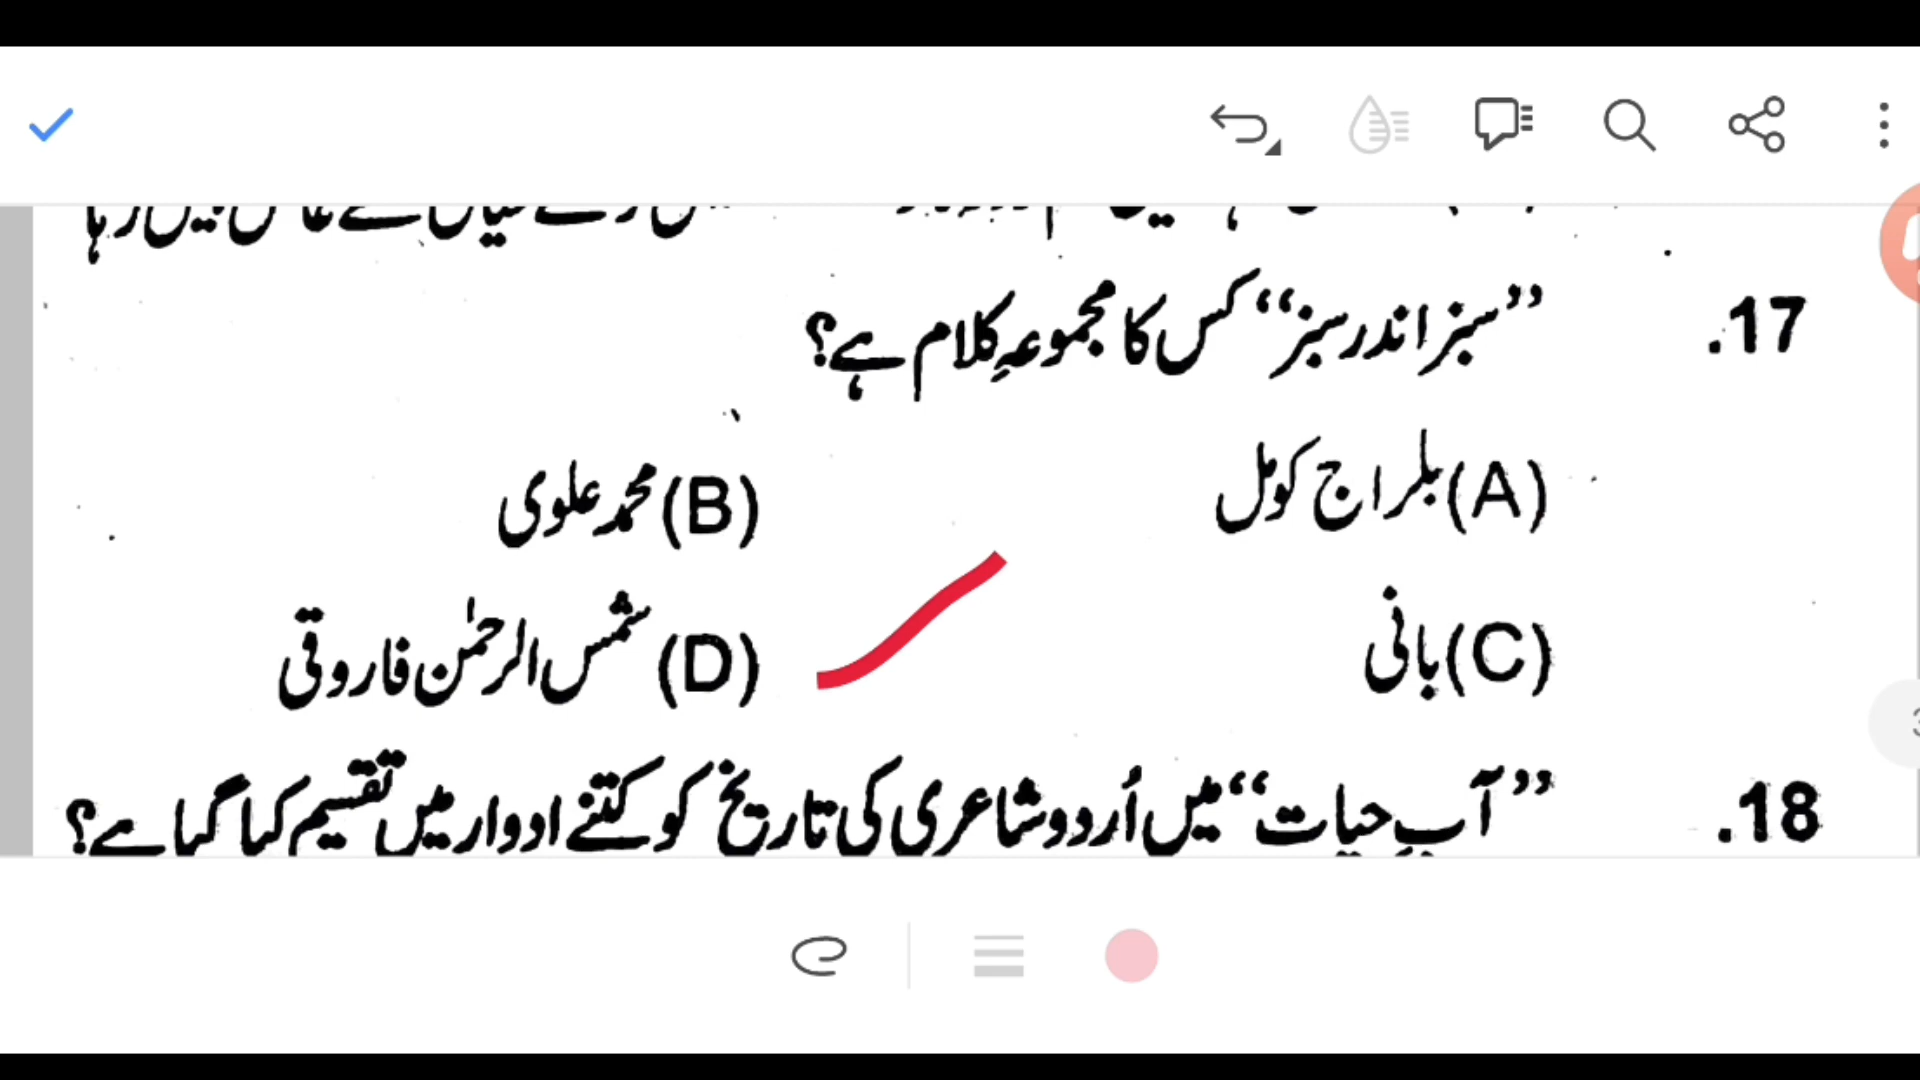 17. ”سبز اندر سبز“ کس کا مجموعہِ کلام ہے؟
(A) بلراج کومل (B) محمد علوی
(C) بانی (D) شمس الرحمٰن فاروقی
18. ”آبِ حیات“ میں اُردو شاعری کی تاریخ کو کتنے ادوار میں تقسیم کیا گیا ہے؟